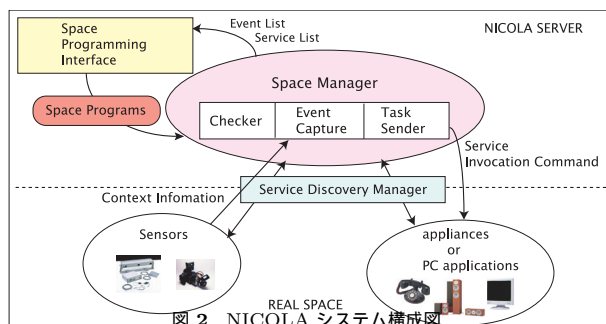 Event List
Service List
NICOLA SERVER
Space
Programming
Interface
Space Manager
Space Programs
Checker
Event
Capture
Task
Sender
Service
Invocation Command
Context Infomation
Service Discovery Manager
Sensors
appliances
or
PC applications
REAL SPACE
図 2 NICOLA システム構成図